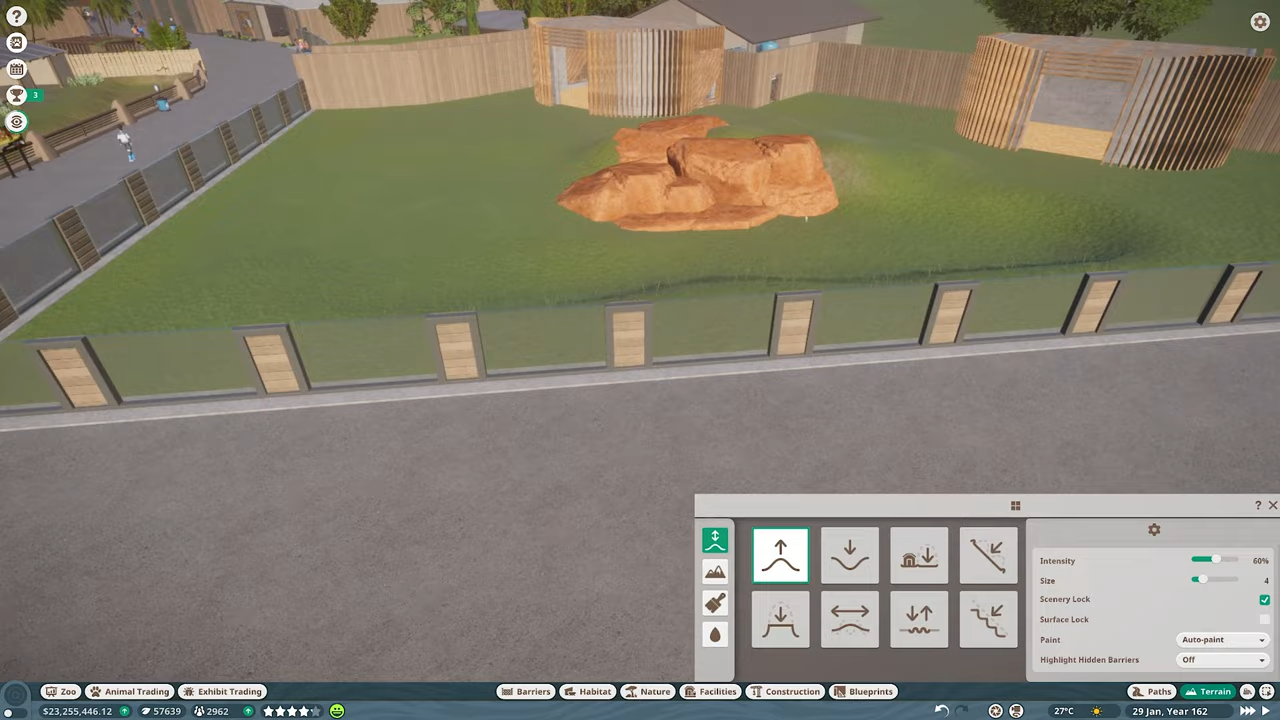 ?
3
? ✕
Intensity 60%
Size 4
Scenery Lock
Surface Lock
Paint Auto-paint
Highlight Hidden Barriers Off
Zoo Animal Trading Exhibit Trading Barriers Habitat Nature Facilities Construction Blueprints Paths Terrain
$23,255,446.12 57639 2962 27°C 29 Jan, Year 162